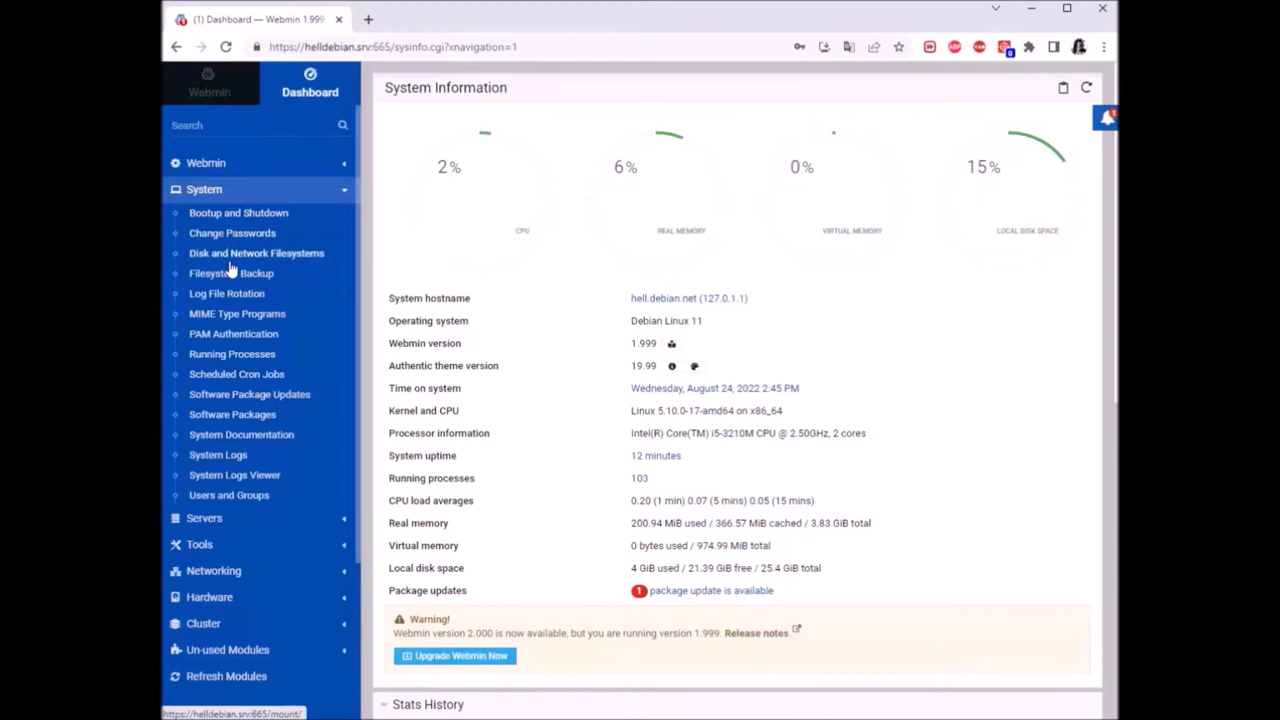 (1) Dashboard — Webmin 1.999
https://helldebian.srv:665/sysinfo.cgi?xnavigation=1
Webmin
Dashboard
Search
Webmin
System
Bootup and Shutdown
Change Passwords
Disk and Network Filesystems
Filesystem Backup
Log File Rotation
MIME Type Programs
PAM Authentication
Running Processes
Scheduled Cron Jobs
Software Package Updates
Software Packages
System Documentation
System Logs
System Logs Viewer
Users and Groups
Servers
Tools
Networking
Hardware
Cluster
Un-used Modules
Refresh Modules
https://helldebian.srv:665/mount/
System Information
2% 6% 0% 15%
CPU REAL MEMORY VIRTUAL MEMORY LOCAL DISK SPACE
System hostname hell.debian.net (127.0.1.1)
Operating system Debian Linux 11
Webmin version 1.999
Authentic theme version 19.99
Time on system Wednesday, August 24, 2022 2:45 PM
Kernel and CPU Linux 5.10.0-17-amd64 on x86_64
Processor information Intel(R) Core(TM) i5-3210M CPU @ 2.50GHz, 2 cores
System uptime 12 minutes
Running processes 103
CPU load averages 0.20 (1 min) 0.07 (5 mins) 0.05 (15 mins)
Real memory 200.94 MiB used / 366.57 MiB cached / 3.83 GiB total
Virtual memory 0 bytes used / 974.99 MiB total
Local disk space 4 GiB used / 21.39 GiB free / 25.4 GiB total
Package updates 1 package update is available
Warning!
Webmin version 2.000 is now available, but you are running version 1.999. Release notes.
Upgrade Webmin Now
Stats History